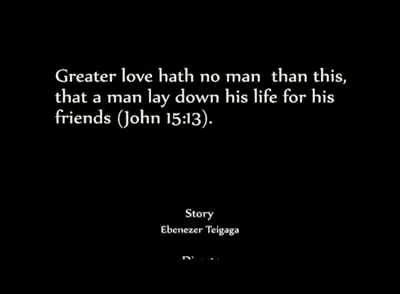 Greater love hath no man than this,
that a man lay down his life for his
friends (John 15:13).
Story
Ebenezer Teigaga